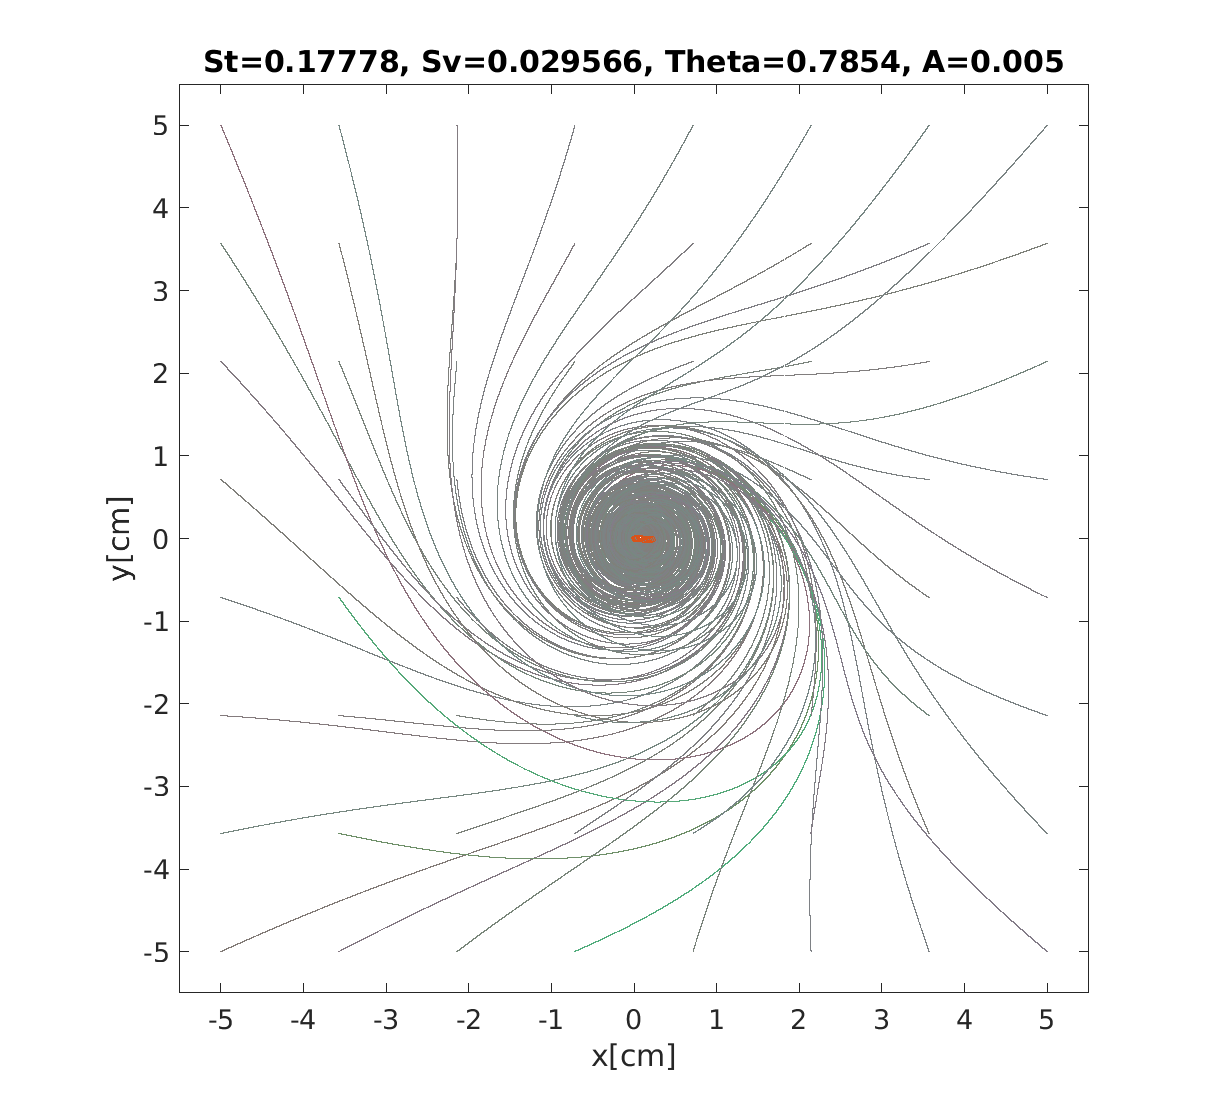 St=0.17778, Sv=0.029566, Theta=0.7854, A=0.005
5
4
3
2
1
0
-1
-2
-3
-4
-5
y[cm]
-5 -4 -3 -2 -1 0 1 2 3 4 5
x[cm]